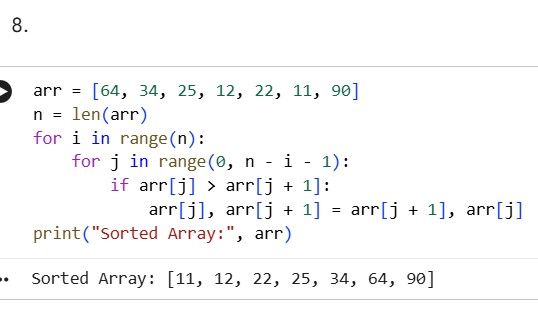 8.
arr = [64, 34, 25, 12, 22, 11, 90]
n = len(arr)
for i in range(n):
    for j in range(0, n - i - 1):
        if arr[j] > arr[j + 1]:
            arr[j], arr[j + 1] = arr[j + 1], arr[j]
print("Sorted Array:", arr)
Sorted Array: [11, 12, 22, 25, 34, 64, 90]